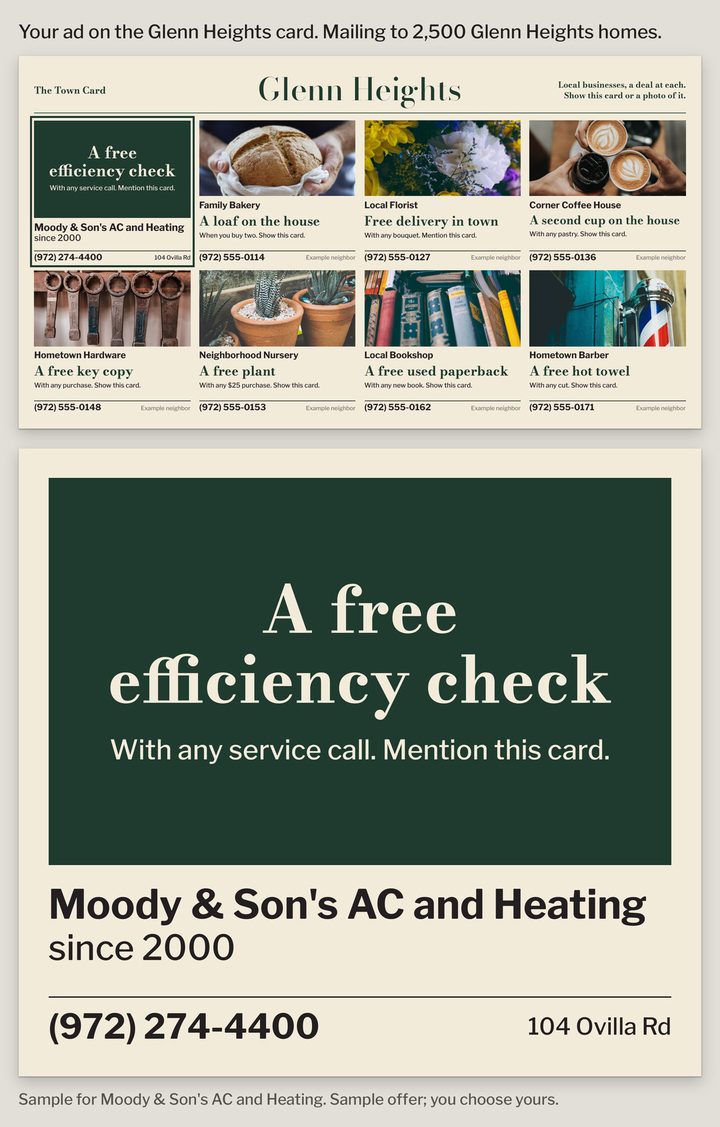 Your ad on the Glenn Heights card. Mailing to 2,500 Glenn Heights homes.
The Town Card
Glenn Heights
Local businesses, a deal at each.
Show this card or a photo of it.
A free
efficiency check
With any service call. Mention this card.
Moody & Son's AC and Heating
since 2000
(972) 274-4400
104 Ovilla Rd
Family Bakery
A loaf on the house
When you buy two. Show this card.
(972) 555-0114
Example neighbor
Local Florist
Free delivery in town
With any bouquet. Mention this card.
(972) 555-0127
Example neighbor
Corner Coffee House
A second cup on the house
With any pastry. Show this card.
(972) 555-0136
Example neighbor
Hometown Hardware
A free key copy
With any purchase. Show this card.
(972) 555-0148
Example neighbor
Neighborhood Nursery
A free plant
With any $25 purchase. Show this card.
(972) 555-0153
Example neighbor
Local Bookshop
A free used paperback
With any new book. Show this card.
(972) 555-0162
Example neighbor
Hometown Barber
A free hot towel
With any cut. Show this card.
(972) 555-0171
Example neighbor
A free
efficiency check
With any service call. Mention this card.
Moody & Son's AC and Heating
since 2000
(972) 274-4400
104 Ovilla Rd
Sample for Moody & Son's AC and Heating. Sample offer; you choose yours.